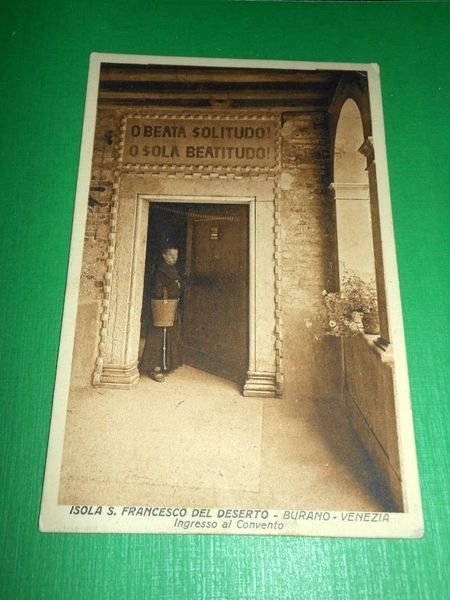 O BEATA SOLITUDO!
O SOLA BEATITUDO!
ISOLA S. FRANCESCO DEL DESERTO - BURANO - VENEZIA
Ingresso al Convento